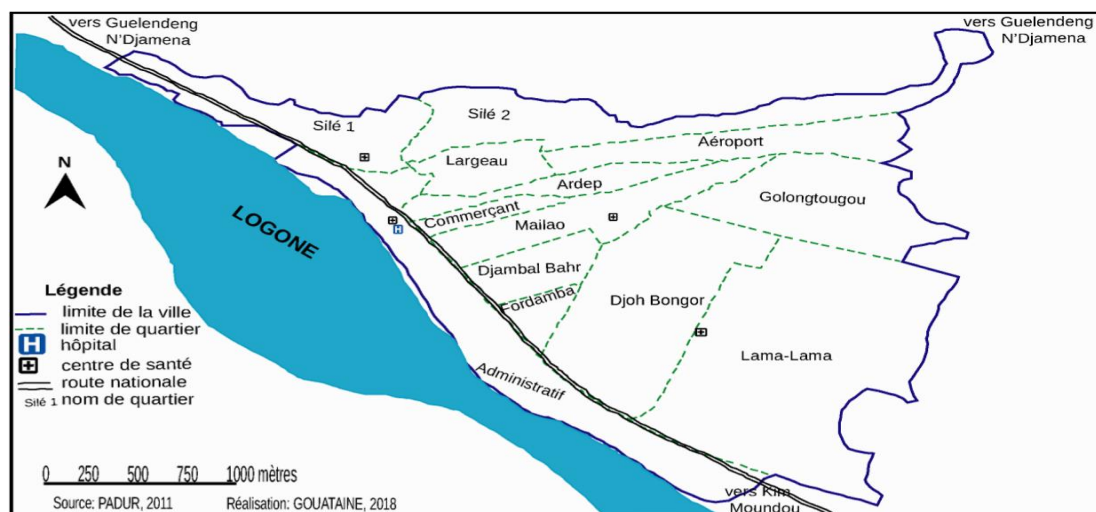 vers Guelendeng
N'Djamena
vers Guelendeng
N'Djamena
Silé 1
Silé 2
Aéroport
Largeau
Ardep
Golongtougou
N
Commerçant
Mailao
LOGONE
H
Djambal Bahr
Fordamba
Djoh Bongor
Lama-Lama
Administratif
Légende
limite de la ville
limite de quartier
H hôpital
centre de santé
route nationale
Silé 1 nom de quartier
0 250 500 750 1000 mètres
Source: PADUR, 2011 Réalisation: GOUATAINE, 2018
vers Kim
Moundou